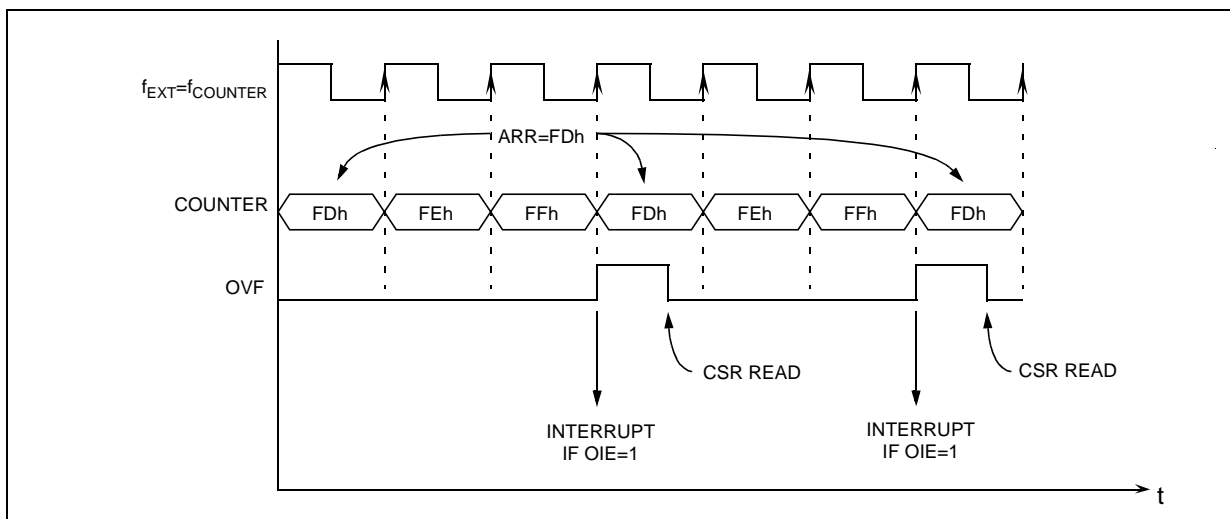 fEXT=fCOUNTER
ARR=FDh
COUNTER
FDh FEh FFh FDh FEh FFh FDh
OVF
CSR READ
CSR READ
INTERRUPT
IF OIE=1
INTERRUPT
IF OIE=1
t